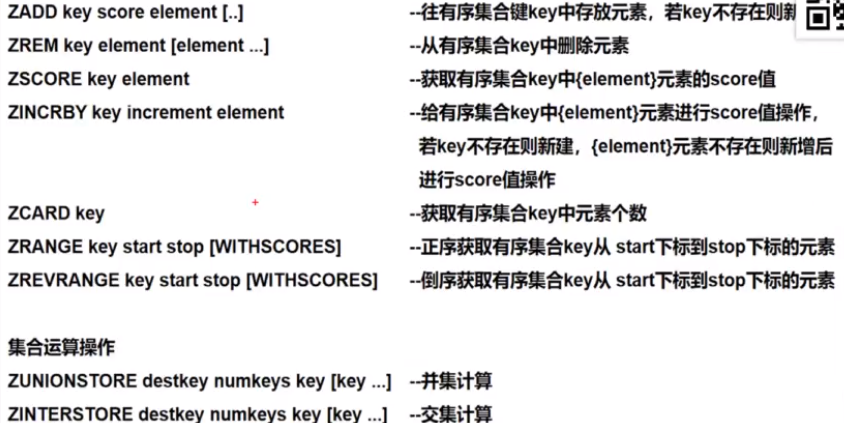 ZADD key score element [..] --往有序集合键key中存放元素，若key不存在则新
ZREM key element [element ...] --从有序集合key中删除元素
ZSCORE key element --获取有序集合key中{element}元素的score值
ZINCRBY key increment element --给有序集合key中{element}元素进行score值操作，
若key不存在则新建，{element}元素不存在则新增后
进行score值操作
ZCARD key --获取有序集合key中元素个数
ZRANGE key start stop [WITHSCORES] --正序获取有序集合key从 start下标到stop下标的元素
ZREVRANGE key start stop [WITHSCORES] --倒序获取有序集合key从 start下标到stop下标的元素
集合运算操作
ZUNIONSTORE destkey numkeys key [key ...] --并集计算
ZINTERSTORE destkey numkeys key [key ...] --交集计算